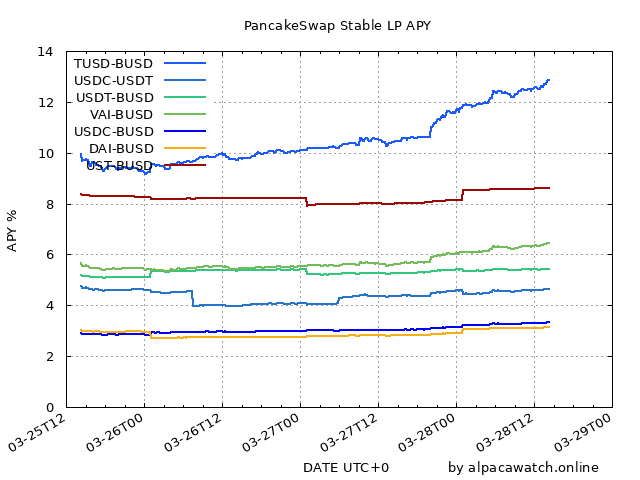 PancakeSwap Stable LP APY
14
12
10
8
6
4
2
0
APY %
TUSD-BUSD
USDC-USDT
USDT-BUSD
VAI-BUSD
USDC-BUSD
DAI-BUSD
UST-BUSD
03-25T12
03-26T00
03-26T12
03-27T00
03-27T12
03-28T00
03-28T12
03-29T00
DATE UTC+0
by alpacawatch.online